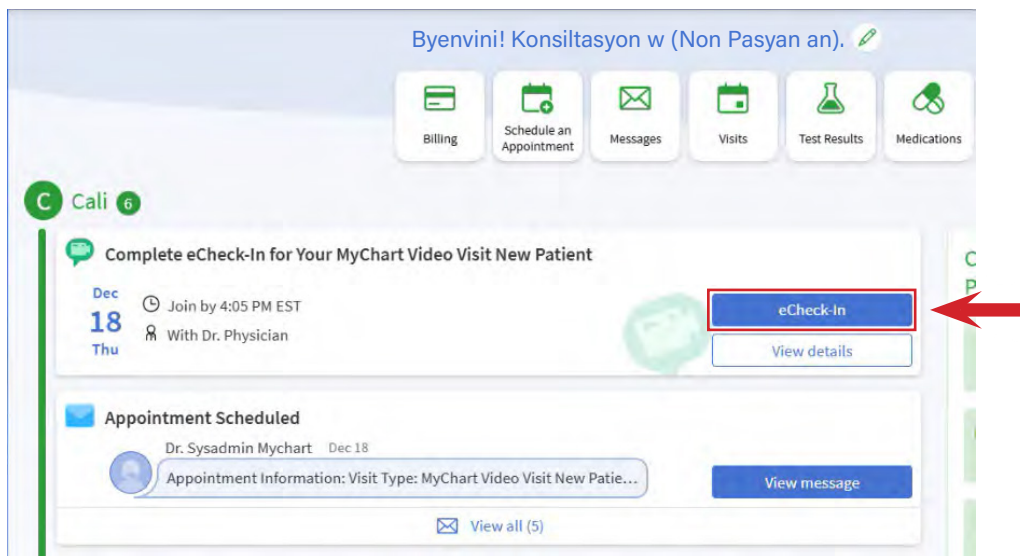 Byenvini! Konsiltasyon w (Non Pasyan an).
Billing
Schedule an
Appointment
Messages
Visits
Test Results
Medications
C Cali 6
Complete eCheck-In for Your MyChart Video Visit New Patient
Dec
18
Thu
Join by 4:05 PM EST
With Dr. Physician
eCheck-In
View details
Appointment Scheduled
Dr. Sysadmin Mychart Dec 18
Appointment Information: Visit Type: MyChart Video Visit New Patie...
View message
View all (5)
C
P